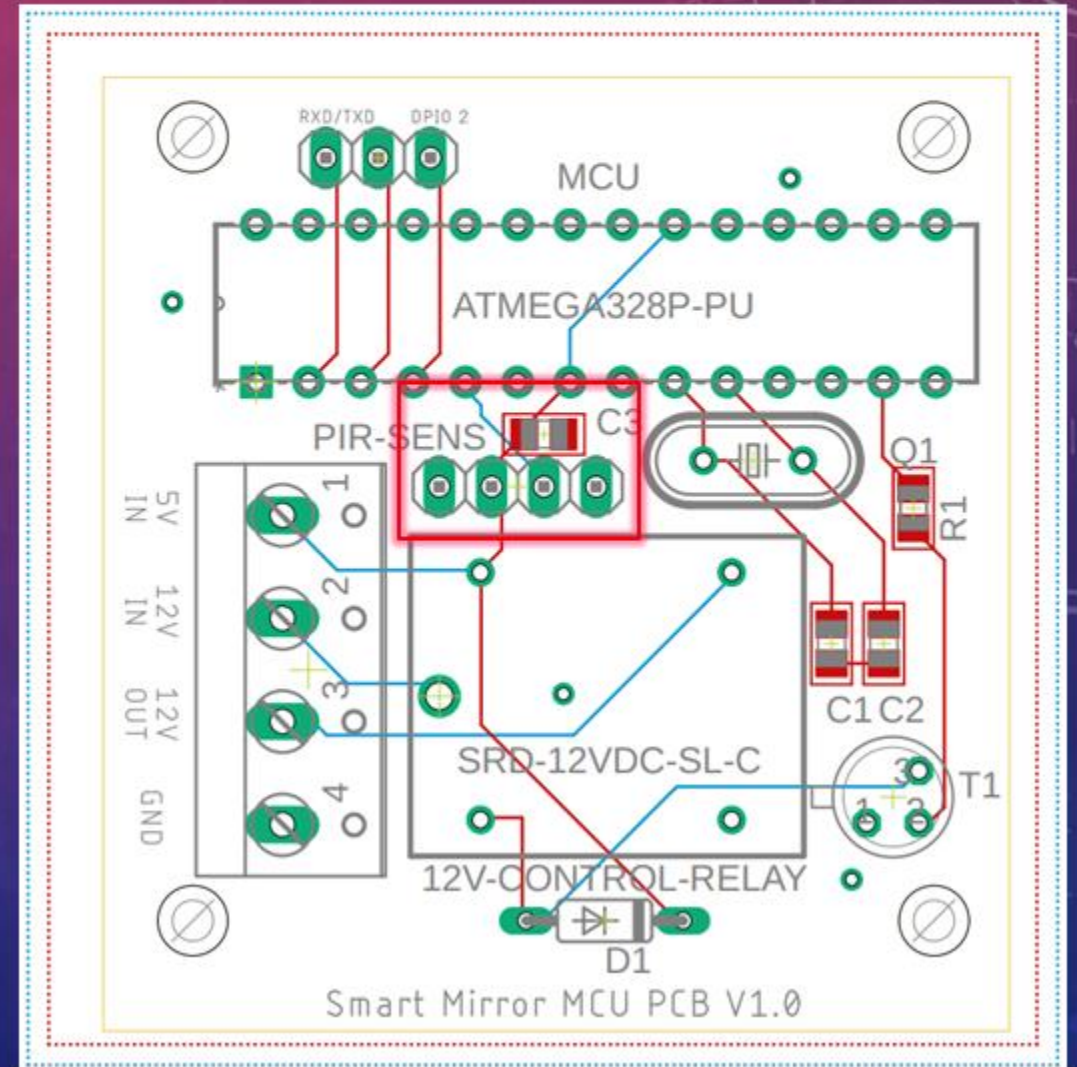 RXD/TXD DPIO 2
MCU
ATMEGA328P-PU
PIR-SENS
C3
Q1
R1
5V
IN
1
12V
IN
2
12V
OUT
3
GND
4
C1 C2
SRD-12VDC-SL-C
3
1 2
T1
12V-CONTROL-RELAY
D1
Smart Mirror MCU PCB V1.0